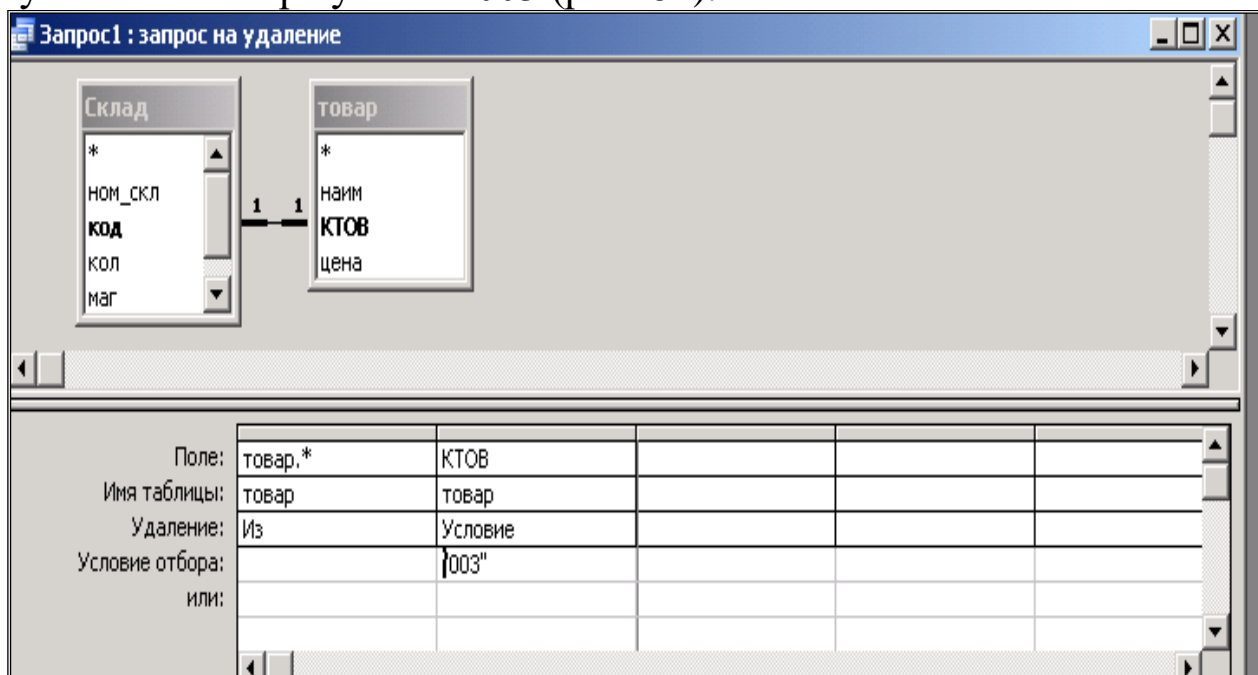 Запрос1 : запрос на удаление
Склад
*
ном_скл
код
кол
маг
1 1
товар
*
наим
КТОВ
цена
Поле: товар.* КТОВ
Имя таблицы: товар товар
Удаление: Из Условие
Условие отбора: "003"
или: